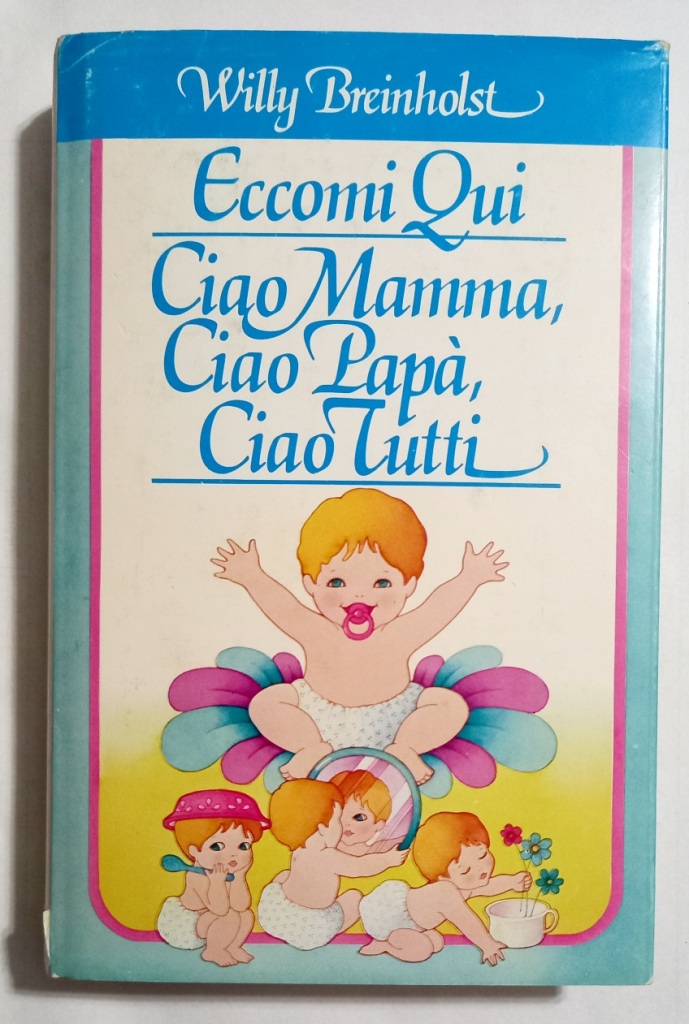 Willy Breinholst
Eccomi Qui
Ciao Mamma,
Ciao Papà,
Ciao Tutti